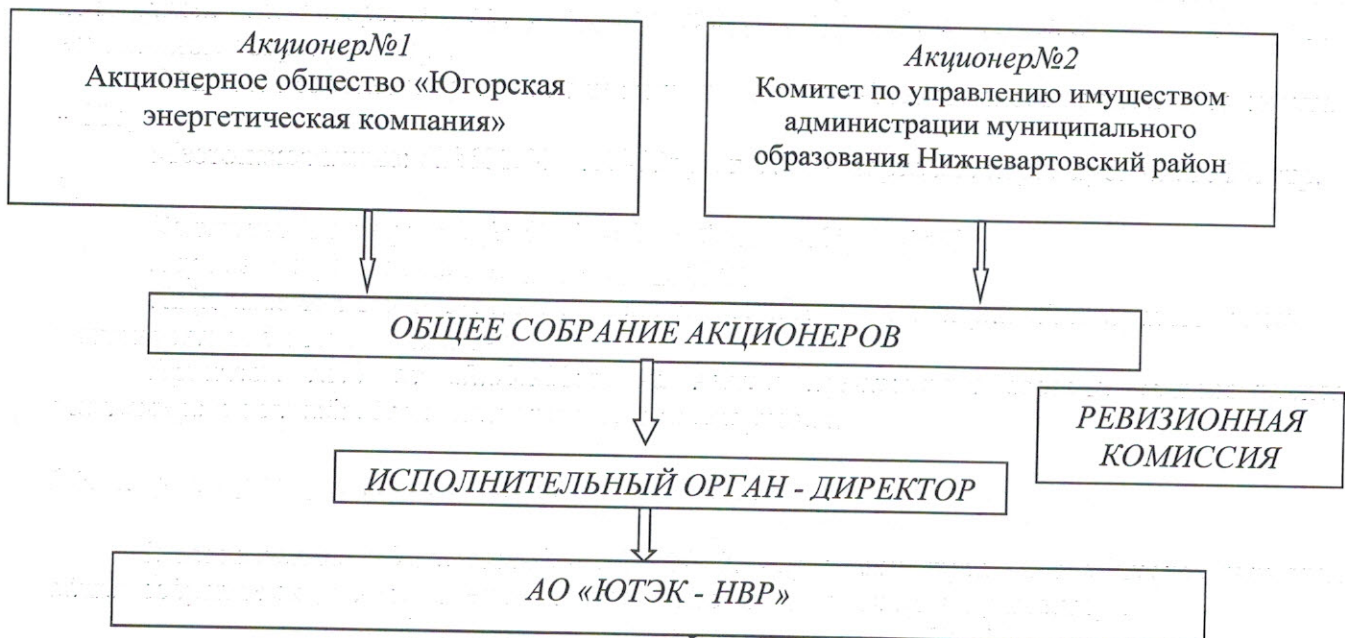 Акционер№1
Акционерное общество «Югорская
энергетическая компания»
Акционер№2
Комитет по управлению имуществом
администрации муниципального
образования Нижневартовский район
ОБЩЕЕ СОБРАНИЕ АКЦИОНЕРОВ
РЕВИЗИОННАЯ
КОМИССИЯ
ИСПОЛНИТЕЛЬНЫЙ ОРГАН - ДИРЕКТОР
АО «ЮТЭК - НВР»